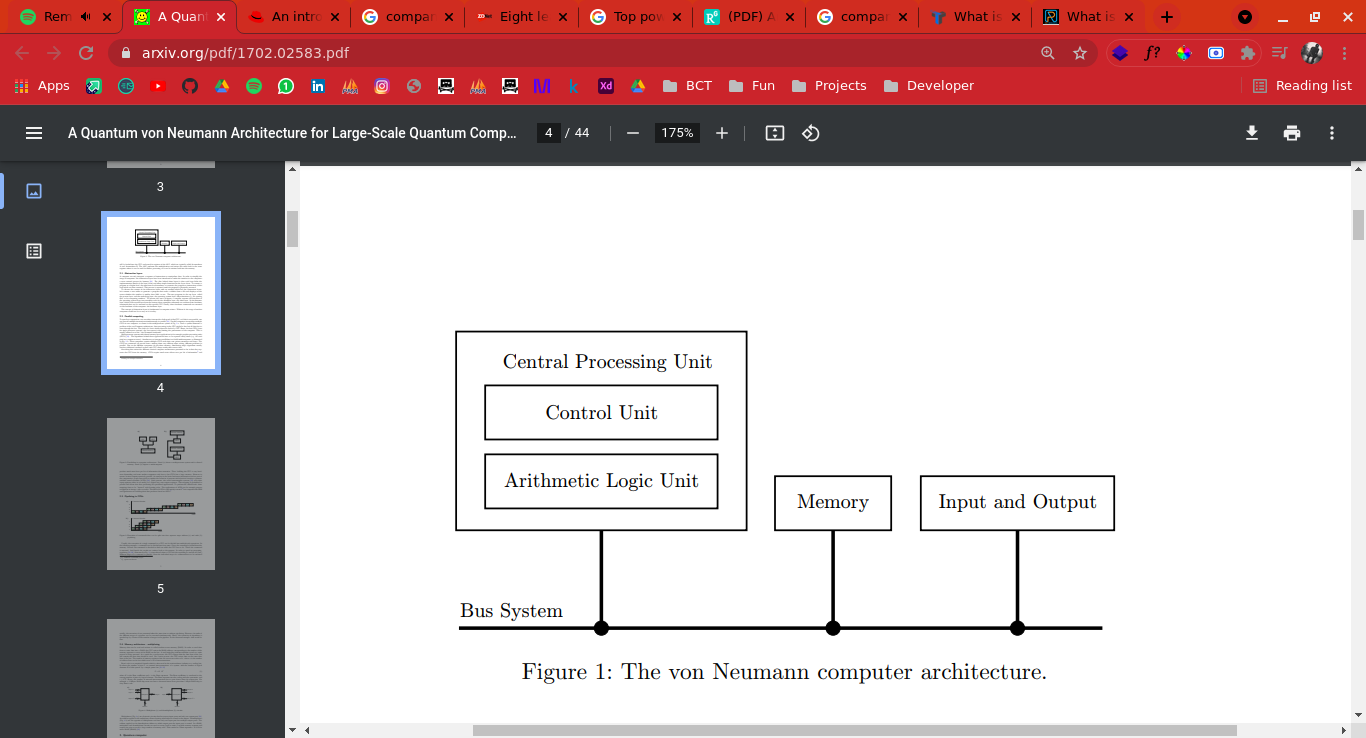 Rem
A Quant
An intro
compar
Eight le
Top pow
(PDF) A
compar
What is
What is
arxiv.org/pdf/1702.02583.pdf
f?
Apps
Xd
BCT
Fun
Projects
Developer
Reading list
A Quantum von Neumann Architecture for Large-Scale Quantum Comp...
4 / 44
175%
3
4
5
Central Processing Unit
Control Unit
Arithmetic Logic Unit
Memory
Input and Output
Bus System
Figure 1: The von Neumann computer architecture.